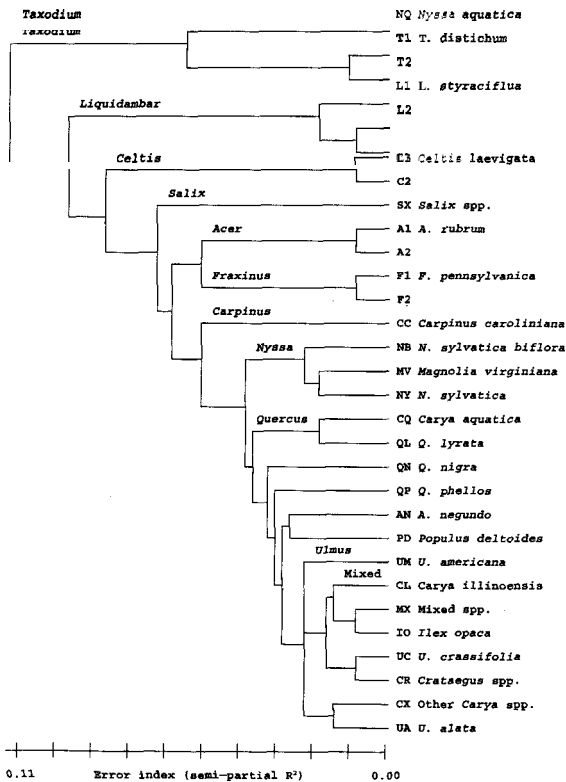 Taxodium NQ Nyssa aquatica
Taxodium T1 T. distichum
T2
L1 L. styraciflua
Liquidambar L2
Celtis E3 Celtis laevigata
C2
Salix SX Salix spp.
Acer A1 A. rubrum
A2
Fraxinus F1 F. pennsylvanica
F2
Carpinus CC Carpinus caroliniana
Nyssa NB N. sylvatica biflora
MV Magnolia virginiana
NY N. sylvatica
Quercus CQ Carya aquatica
QL Q. lyrata
QN Q. nigra
QP Q. phellos
AN A. negundo
PD Populus deltoides
Ulmus UM U. americana
Mixed CL Carya illinoensis
MX Mixed spp.
IO Ilex opaca
UC U. crassifolia
CR Crataegus spp.
CX Other Carya spp.
UA U. alata
0.11 Error index (semi-partial R²) 0.00